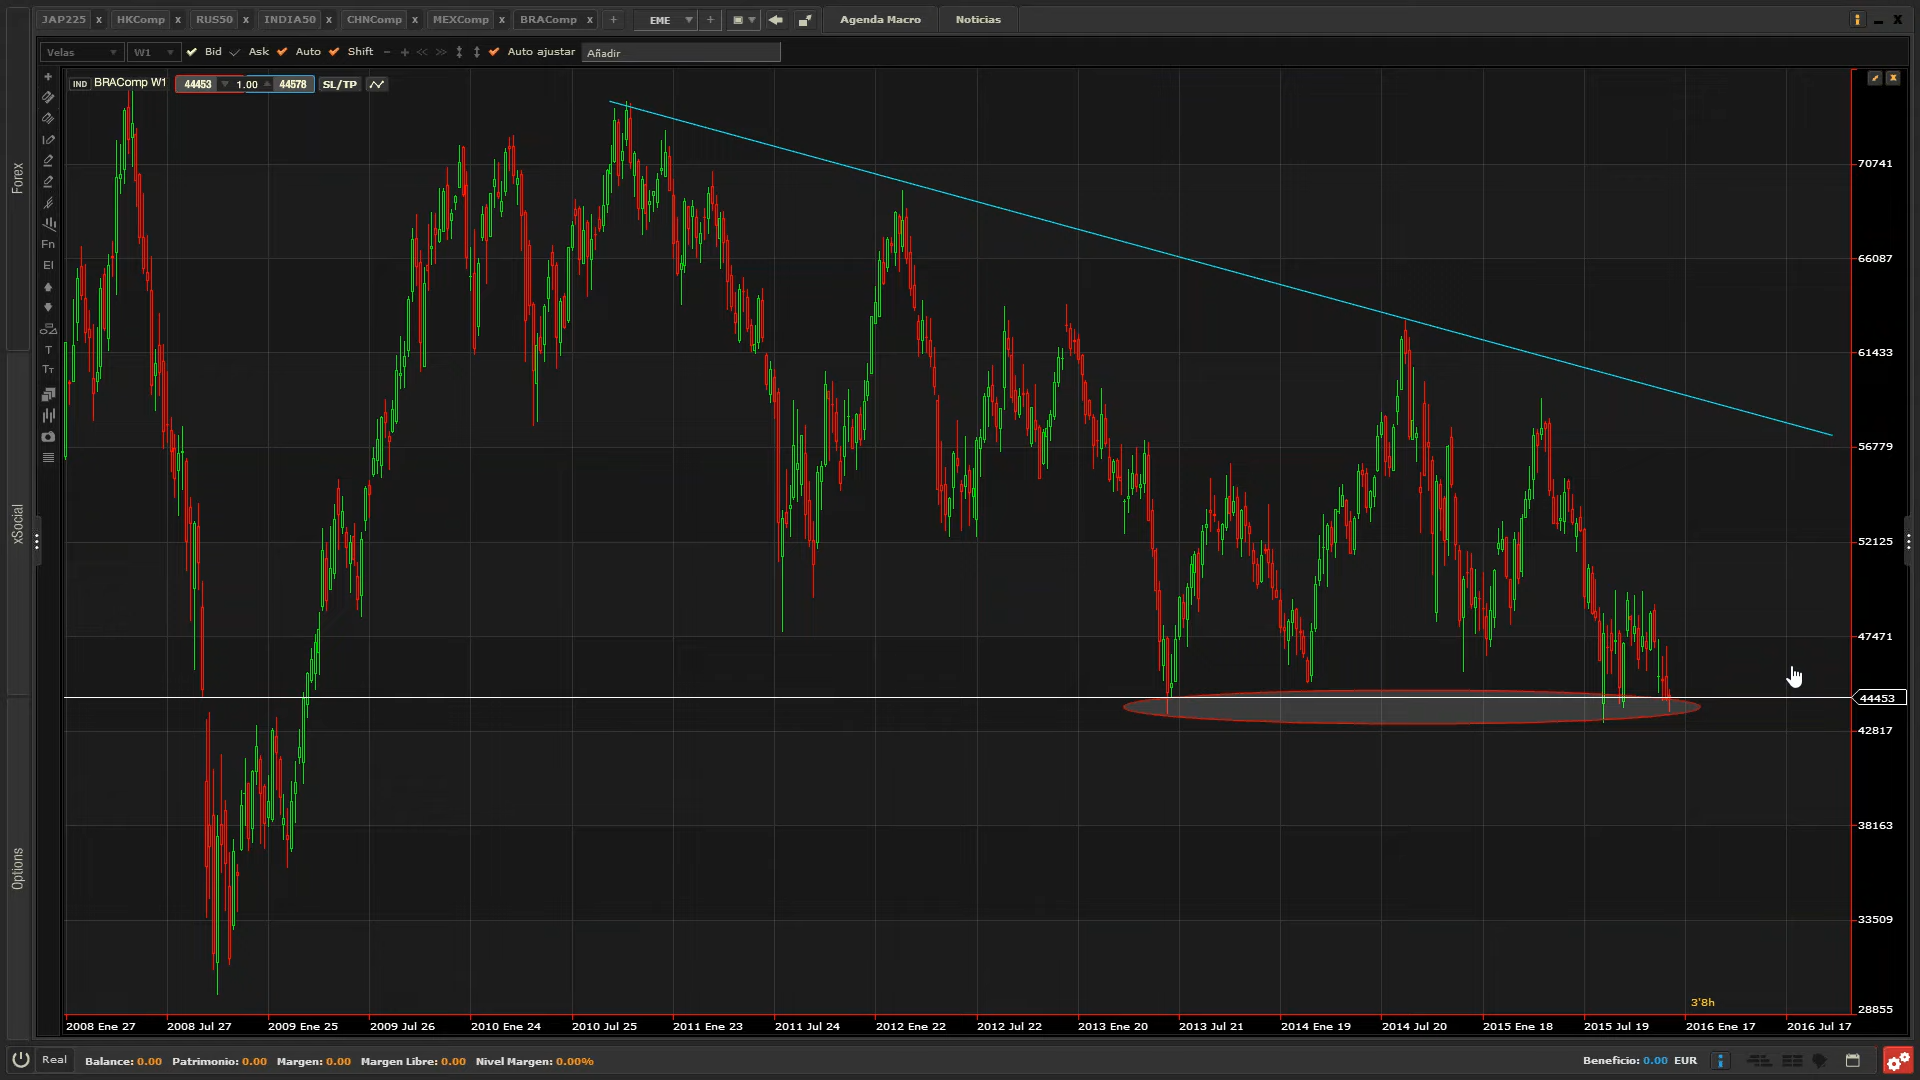 JAP225 x HKComp x RUS50 x INDIA50 x CHNComp x MEXComp x BRAComp x + EME + Agenda Macro Noticias
Velas W1 Bid Ask Auto Shift Auto ajustar Añadir
IND BRAComp W1 44453 1.00 44578 SL/TP
Forex
xSocial
Options
Fn
EI
T
TT
70741
66087
61433
56779
52125
47471
44453
42817
38163
33509
28855
3'8h
2008 Ene 27 2008 Jul 27 2009 Ene 25 2009 Jul 26 2010 Ene 24 2010 Jul 25 2011 Ene 23 2011 Jul 24 2012 Ene 22 2012 Jul 22 2013 Ene 20 2013 Jul 21 2014 Ene 19 2014 Jul 20 2015 Ene 18 2015 Jul 19 2016 Ene 17 2016 Jul 17
Real Balance: 0.00 Patrimonio: 0.00 Margen: 0.00 Margen Libre: 0.00 Nivel Margen: 0.00% Beneficio: 0.00 EUR